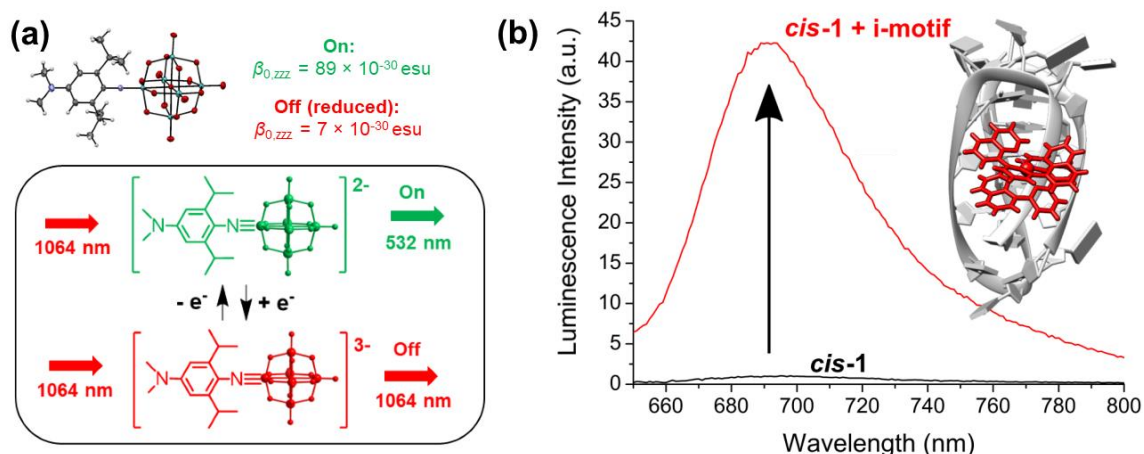 (a)
On:
β0,zzz = 89 × 10-30 esu
Off (reduced):
β0,zzz = 7 × 10-30 esu
1064 nm
N
N
2-
On
532 nm
- e-
+ e-
1064 nm
N
N
3-
Off
1064 nm
(b)
Luminescence Intensity (a.u.)
45
40
35
30
25
20
15
10
5
0
cis-1 + i-motif
cis-1
660 680 700 720 740 760 780 800
Wavelength (nm)